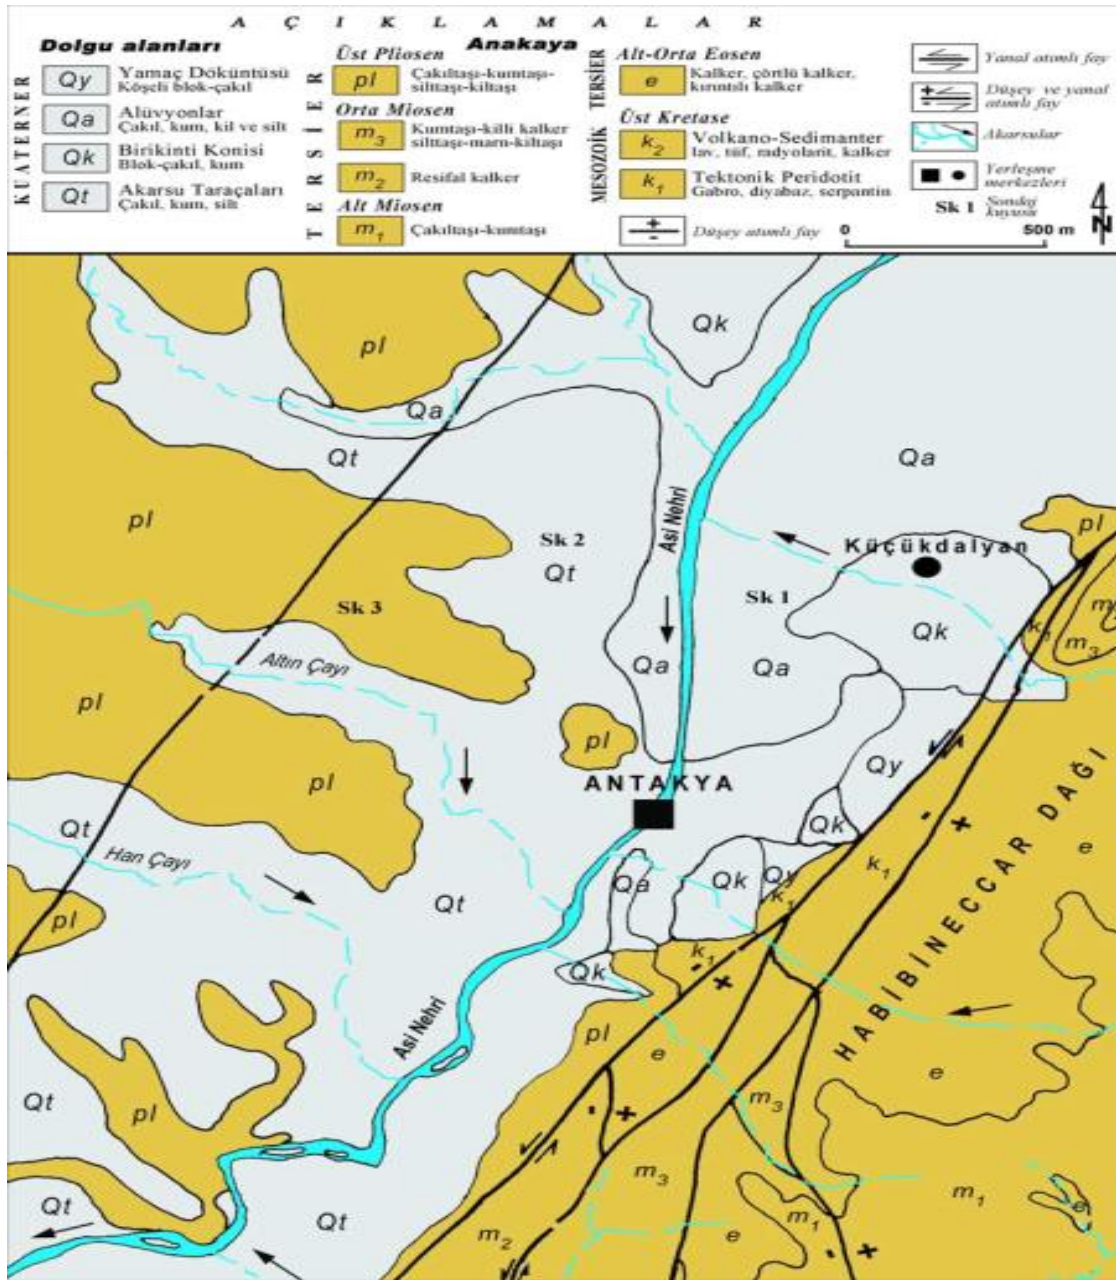 A Ç I K L A M A L A R
Dolgu alanları
KUATERNER
Qy Yamaç Döküntüsü
Köşeli blok-çakıl
Qa Alüvyonlar
Çakıl, kum, kil ve silt
Qk Birikinti Konisi
Blok-çakıl, kum
Qt Akarsu Taraçaları
Çakıl, kum, silt
Anakaya
T E R S İ E R
Üst Pliosen
pl Çakıltaşı-kumtaşı-
silttaşı-kiltaşı
Orta Miosen
m3 Kumtaşı-killi kalker
silttaşı-marn-kiltaşı
m2 Resifal kalker
Alt Miosen
m1 Çakıltaşı-kumtaşı
MESOZOİK TERSİER
Alt-Orta Eosen
e Kalker, çörtlü kalker,
kırıntılı kalker
Üst Kretase
k2 Volkano-Sedimanter
lav, tüf, radyolarit, kalker
k1 Tektonik Peridotit
Gabro, diyabaz, serpantin
+
- Düşey atımlı fay
Yanal atımlı fay
+
- Düşey ve yanal
atımlı fay
Akarsular
Yerleşme
merkezleri
Sk 1 Sondaj
kuyusu
N
0 500 m
Qk
pl
Qa
Qt
Qa
pl
Asi Nehri
pl
Sk 2
Küçükdalyan
Qt
Sk 1
m
Sk 3
k1
Qk
m3
Altın Çayı
Qa
Qa
pl
pl
Qy
pl
ANTAKYA
HABİBİNECCAR DAĞI
Qt
Qk
- +
e
Han Çayı
k1
Qa
Qk
Qy
k1
Qt
pl
k1
- +
Qk
Asi Nehri
pl
e
e
Qt
pl
m3
- +
m3
m1
Qt
Qt
m2
e
m1
e
- +